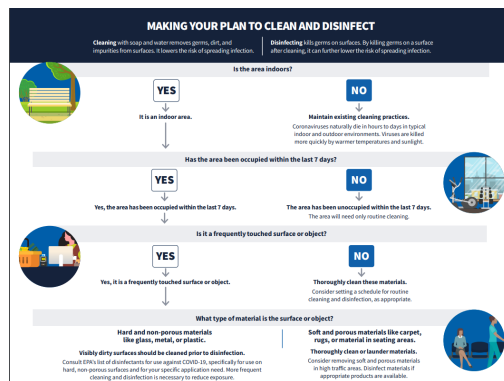 MAKING YOUR PLAN TO CLEAN AND DISINFECT
Cleaning with soap and water removes germs, dirt, and
impurities from surfaces. It lowers the risk of spreading infection.
Disinfecting kills germs on surfaces. By killing germs on a surface
after cleaning, it can further lower the risk of spreading infection.
Is the area indoors?
YES
It is an indoor area.
NO
Maintain existing cleaning practices.
Coronaviruses naturally die in hours to days in typical
indoor and outdoor environments. Viruses are killed
more quickly by warmer temperatures and sunlight.
Has the area been occupied within the last 7 days?
YES
Yes, the area has been occupied within the last 7 days.
NO
The area has been unoccupied within the last 7 days.
The area will need only routine cleaning.
Is it a frequently touched surface or object?
YES
Yes, it is a frequently touched surface or object.
NO
Thoroughly clean these materials.
Consider setting a schedule for routine
cleaning and disinfection, as appropriate.
What type of material is the surface or object?
Hard and non-porous materials
like glass, metal, or plastic.
Visibly dirty surfaces should be cleaned prior to disinfection.
Consult EPA's list of disinfectants for use against COVID-19, specifically for use on
hard, non-porous surfaces and for your specific application need. More frequent
cleaning and disinfection is necessary to reduce exposure.
Soft and porous materials like carpet,
rugs, or material in seating areas.
Thoroughly clean or launder materials.
Consider removing soft and porous materials
in high traffic areas. Disinfect materials if
appropriate products are available.